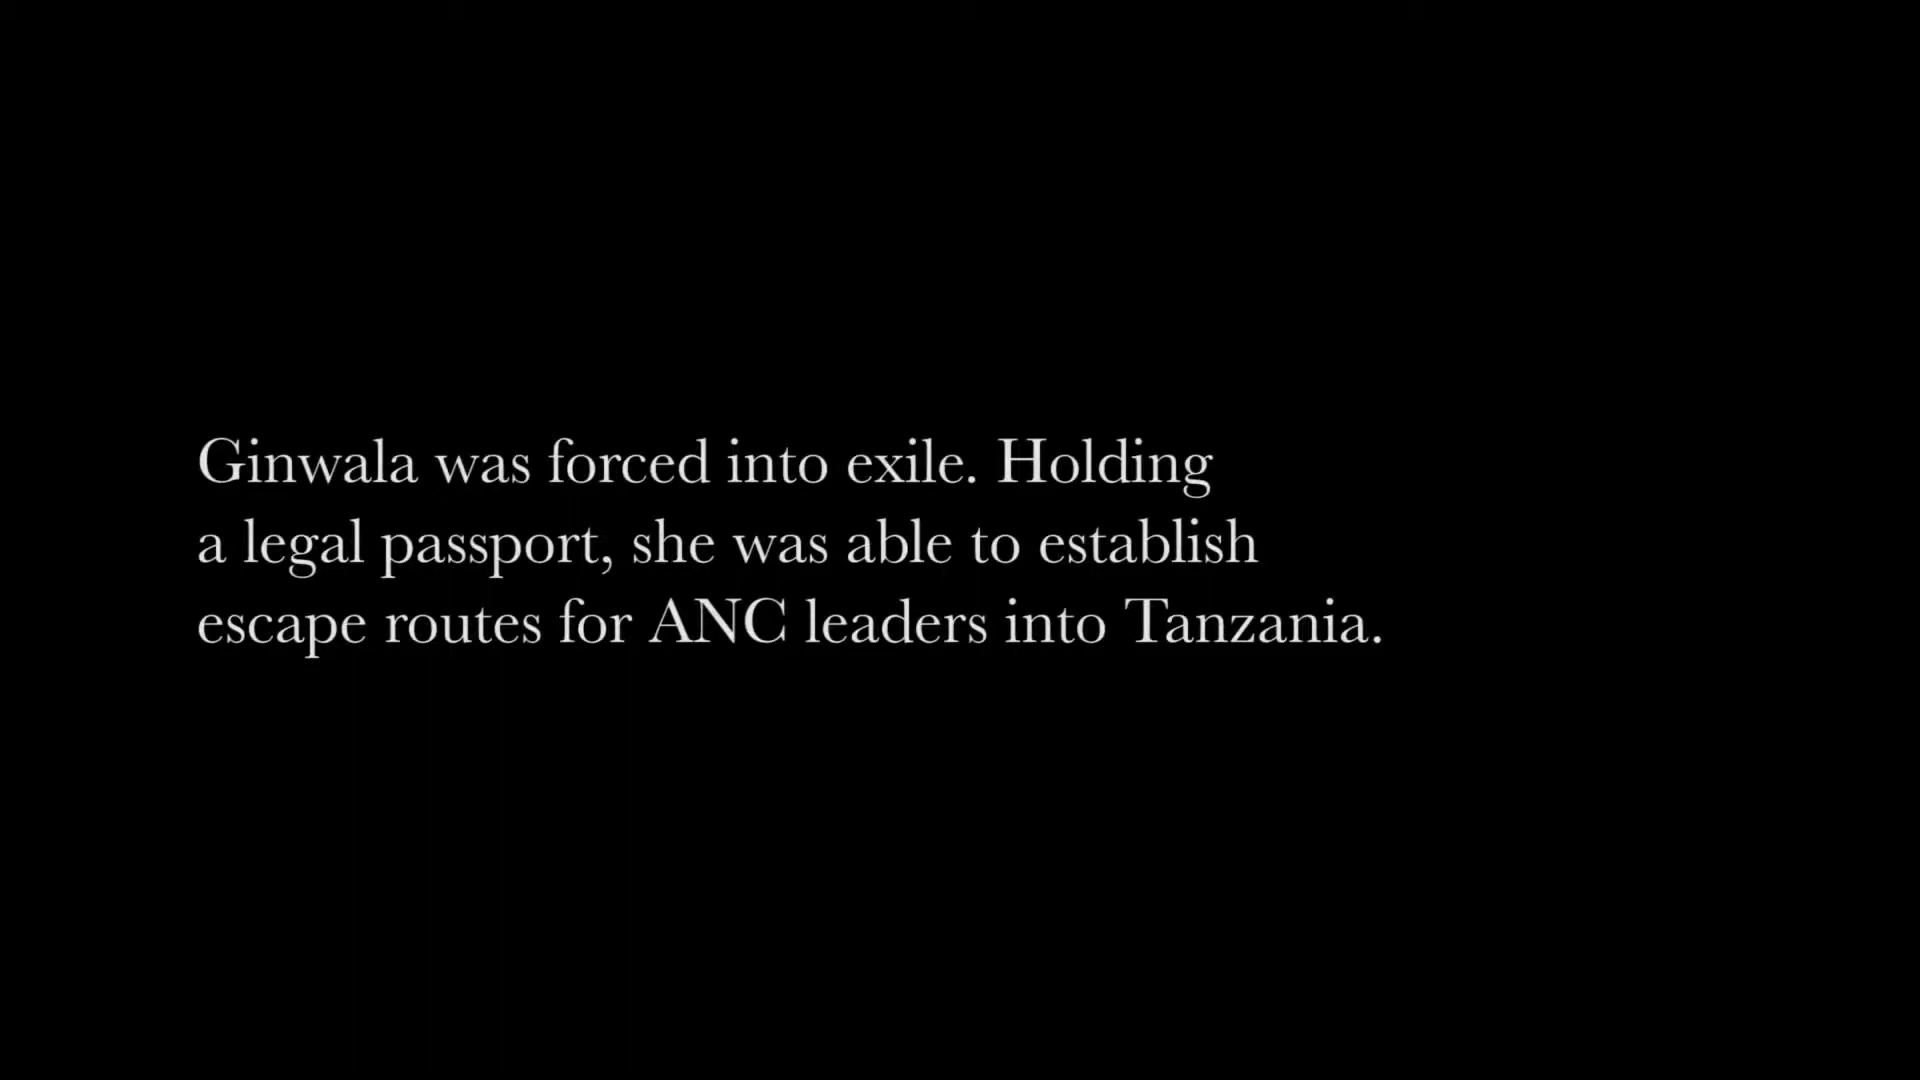 Ginwala was forced into exile. Holding
a legal passport, she was able to establish
escape routes for ANC leaders into Tanzania.